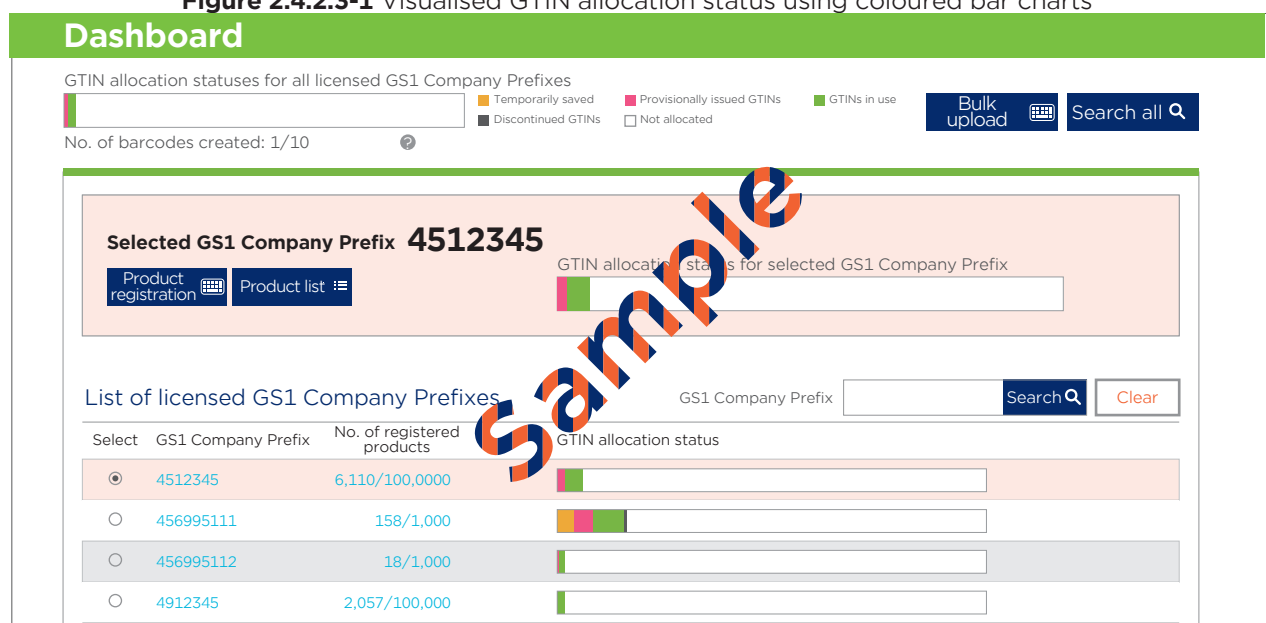 Figure 2.4.2.3-1 Visualised GTIN allocation status using coloured bar charts
Dashboard
GTIN allocation statuses for all licensed GS1 Company Prefixes
Temporarily saved
Provisionally issued GTINs
GTINs in use
Discontinued GTINs
Not allocated
Bulk
upload
Search all
No. of barcodes created: 1/10
?
Selected GS1 Company Prefix 4512345
Product
registration
Product list
GTIN allocation status for selected GS1 Company Prefix
Sample
List of licensed GS1 Company Prefixes
GS1 Company Prefix
Search
Clear
Select GS1 Company Prefix No. of registered
products
GTIN allocation status
4512345 6,110/100,0000
456995111 158/1,000
456995112 18/1,000
4912345 2,057/100,000